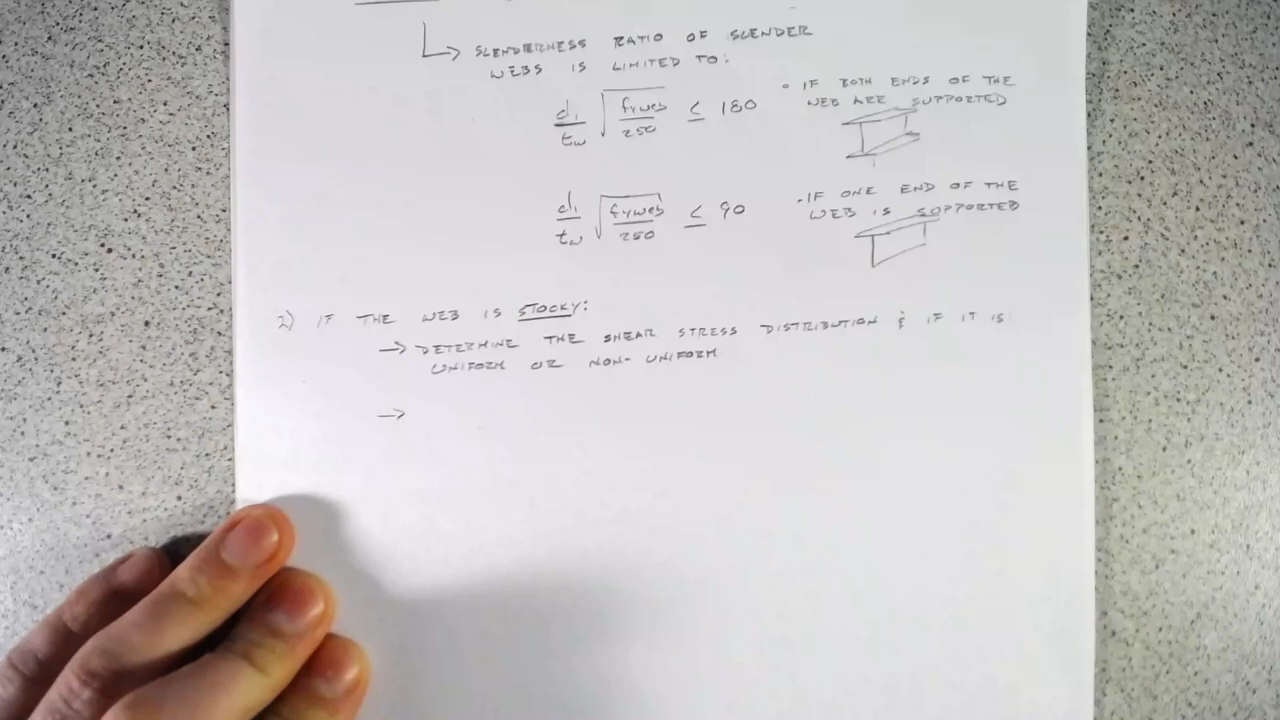 → SLENDERNESS RATIO OF SLENDER
WEBS IS LIMITED TO:
d1/tw √(fyweb/250) ≤ 180
• IF BOTH ENDS OF THE
WEB ARE SUPPORTED
d1/tw √(fyweb/250) ≤ 90
• IF ONE END OF THE
WEB IS SUPPORTED
2) IF THE WEB IS STOCKY:
→ DETERMINE THE SHEAR STRESS DISTRIBUTION & IF IT IS:
UNIFORM OR NON-UNIFORM
→